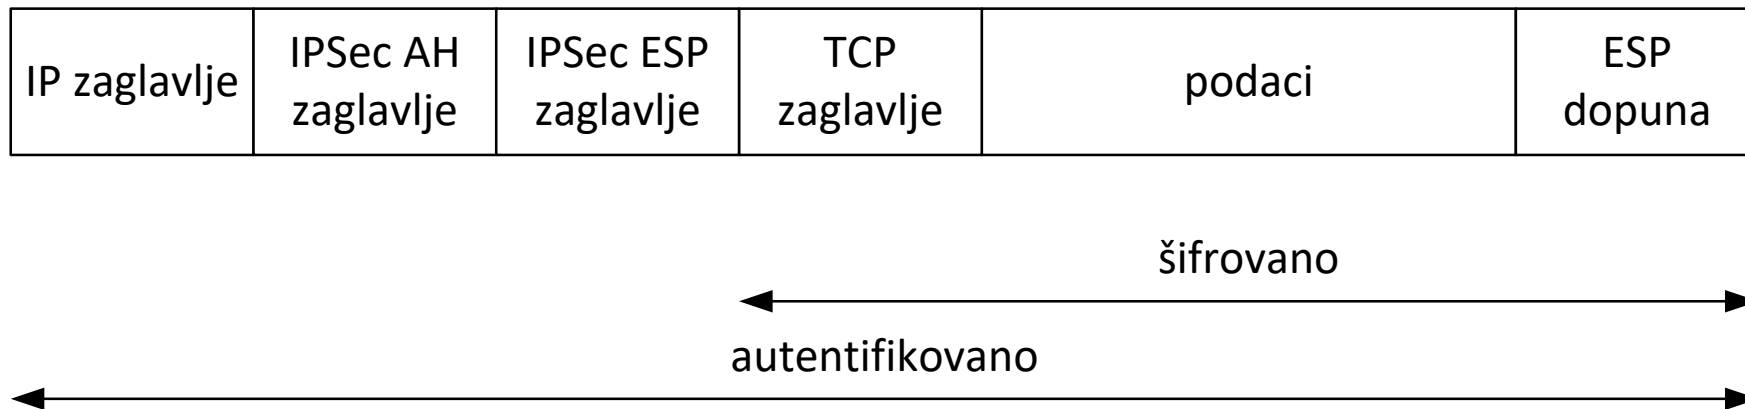 IP zaglavlje
IPSec AH
zaglavlje
IPSec ESP
zaglavlje
TCP
zaglavlje
podaci
ESP
dopuna
šifrovano
autentifikovano